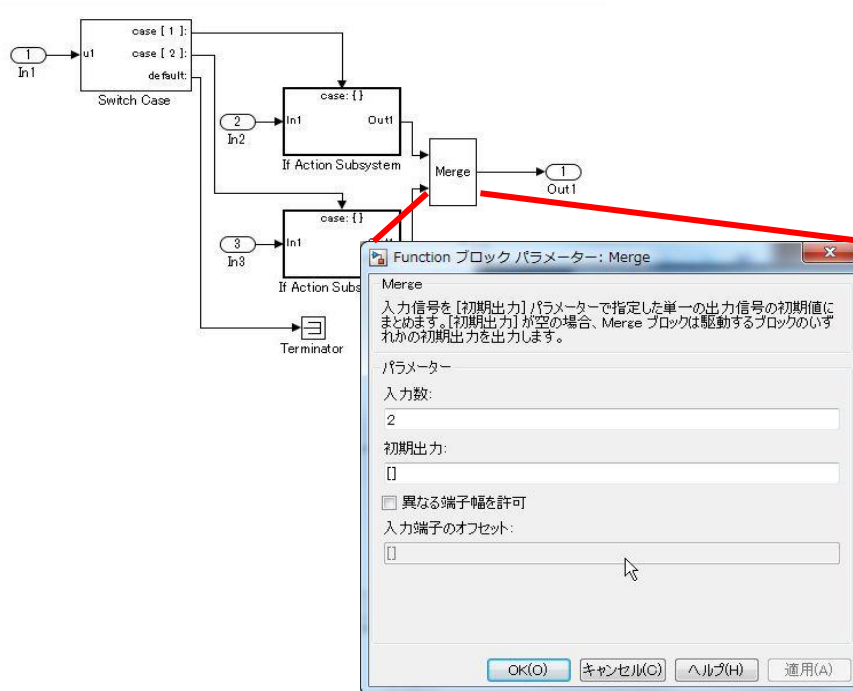 case [ 1 ]:
1
u1
case [ 2 ]:
In1
default:
Switch Case
case: { }
2
In1
Out1
In2
If Action Subsystem
Merge
1
Out1
case: { }
3
In1
In3
If Action Subs
Terminator
Function ブロック パラメーター: Merge
Merge
入力信号を [初期出力] パラメーターで指定した単一の出力信号の初期値に
まとめます。[初期出力] が空の場合、Merge ブロックは駆動するブロックのいず
れかの初期出力を出力します。
パラメーター
入力数:
2
初期出力:
[]
異なる端子幅を許可
入力端子のオフセット:
[]
OK(O)
キャンセル(C)
ヘルプ(H)
適用(A)